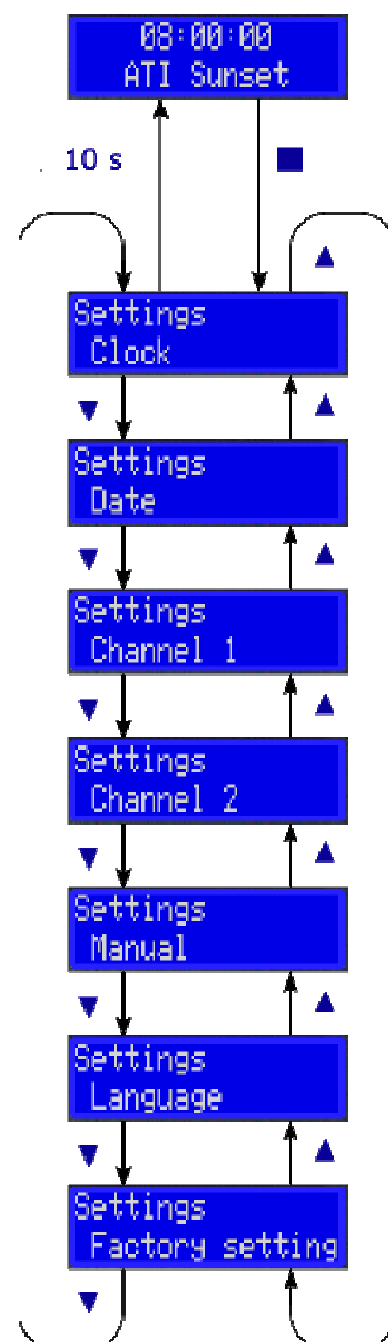 08:00:00
ATI Sunset
10 s
Settings
Clock
Settings
Date
Settings
Channel 1
Settings
Channel 2
Settings
Manual
Settings
Language
Settings
Factory setting